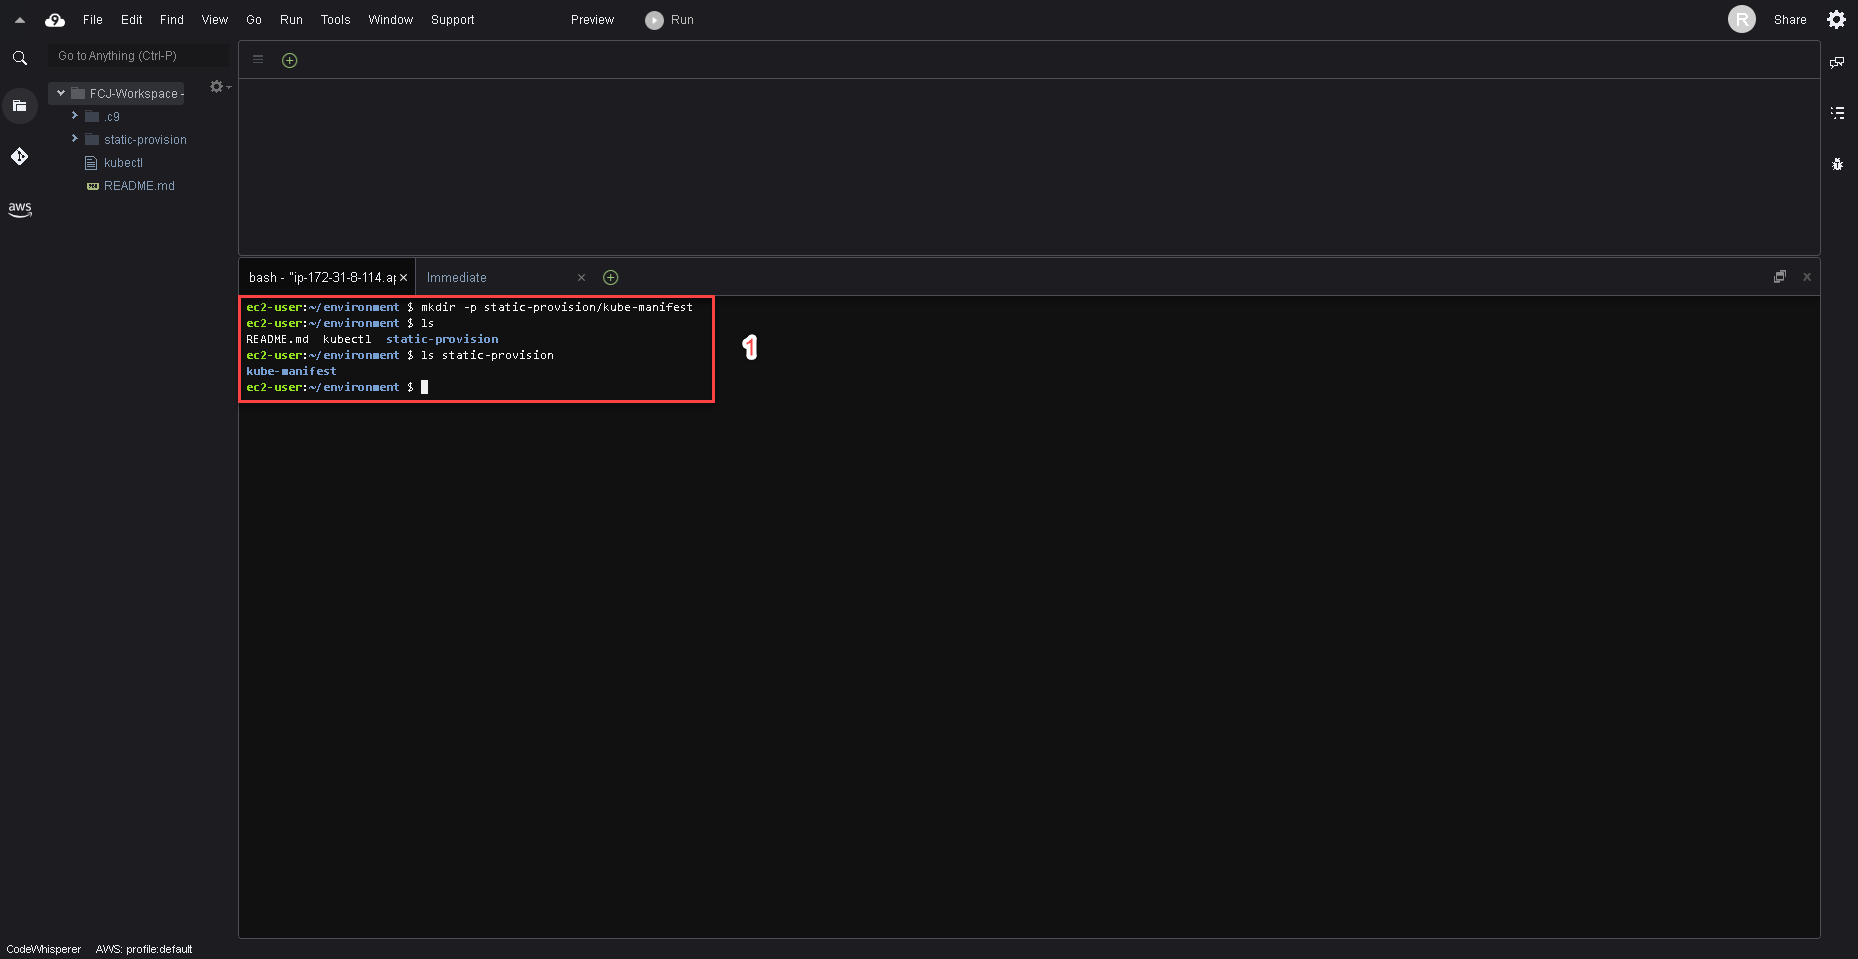 File Edit Find View Go Run Tools Window Support Preview Run R Share
Go to Anything (Ctrl-P)
FCJ-Workspace -
.c9
static-provision
kubectl
README.md
aws
bash - "ip-172-31-8-114.ap Immediate
ec2-user:~/environment $ mkdir -p static-provision/kube-manifest
ec2-user:~/environment $ ls
README.md kubectl static-provision
ec2-user:~/environment $ ls static-provision
kube-manifest
ec2-user:~/environment $
1
CodeWhisperer AWS: profile:default